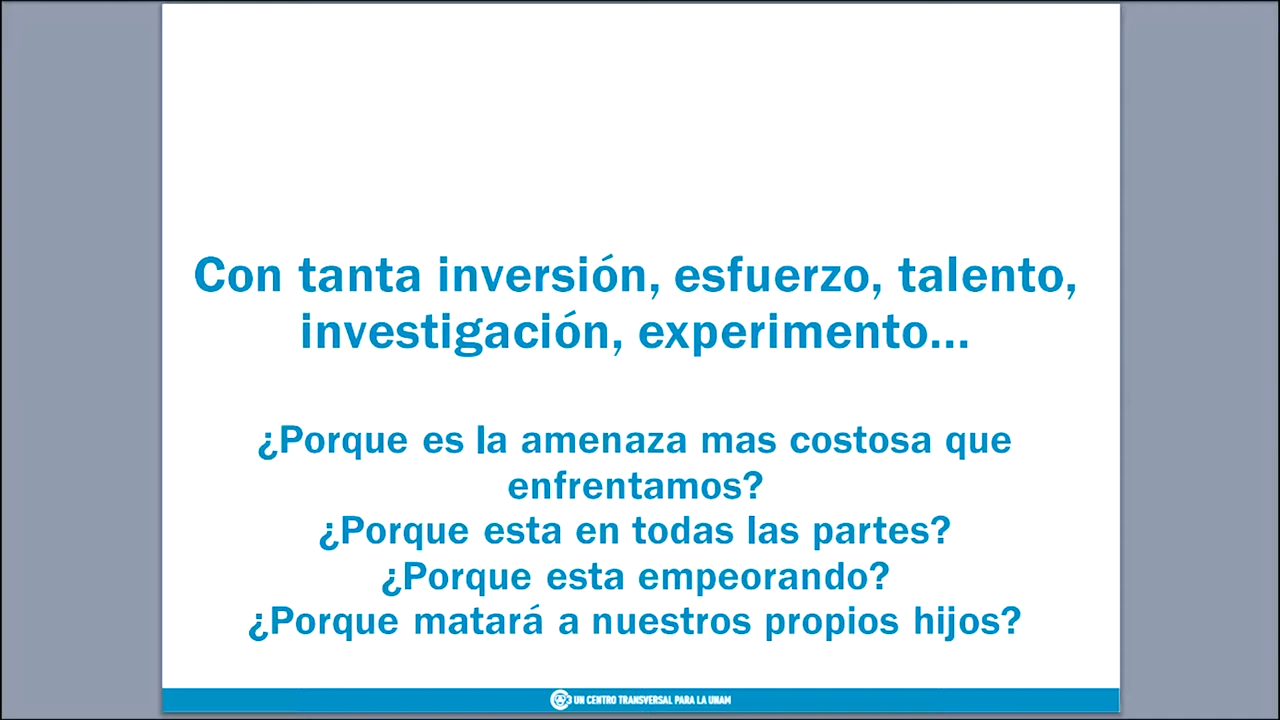 Con tanta inversión, esfuerzo, talento,
investigación, experimento...
¿Porque es la amenaza mas costosa que
enfrentamos?
¿Porque esta en todas las partes?
¿Porque esta empeorando?
¿Porque matará a nuestros propios hijos?
C3 UN CENTRO TRANSVERSAL PARA LA UNAM